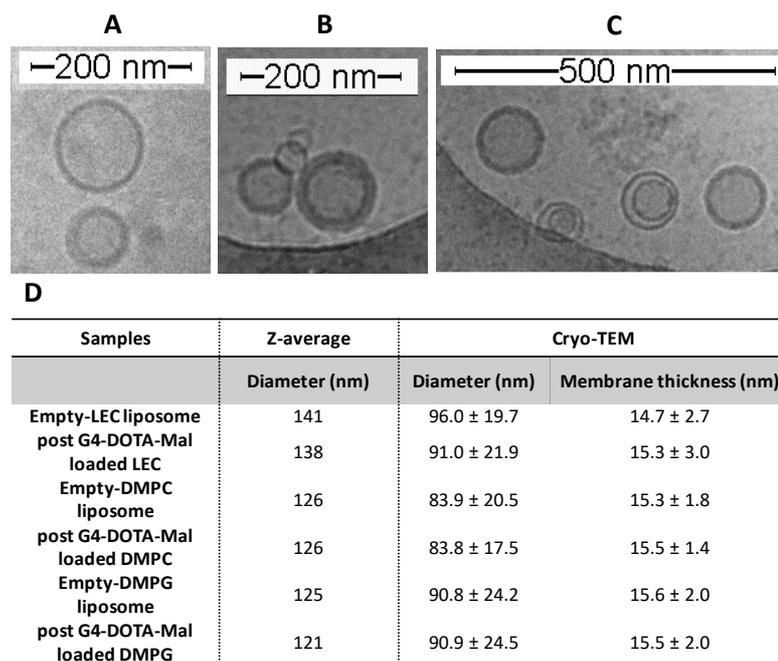 A B C
200 nm 200 nm 500 nm
D
Samples Z-average Cryo-TEM
Diameter (nm) Diameter (nm) Membrane thickness (nm)
Empty-LEC liposome 141 96.0 ± 19.7 14.7 ± 2.7
post G4-DOTA-Mal
loaded LEC 138 91.0 ± 21.9 15.3 ± 3.0
Empty-DMPC
liposome 126 83.9 ± 20.5 15.3 ± 1.8
post G4-DOTA-Mal
loaded DMPC 126 83.8 ± 17.5 15.5 ± 1.4
Empty-DMPG
liposome 125 90.8 ± 24.2 15.6 ± 2.0
post G4-DOTA-Mal
loaded DMPG 121 90.9 ± 24.5 15.5 ± 2.0